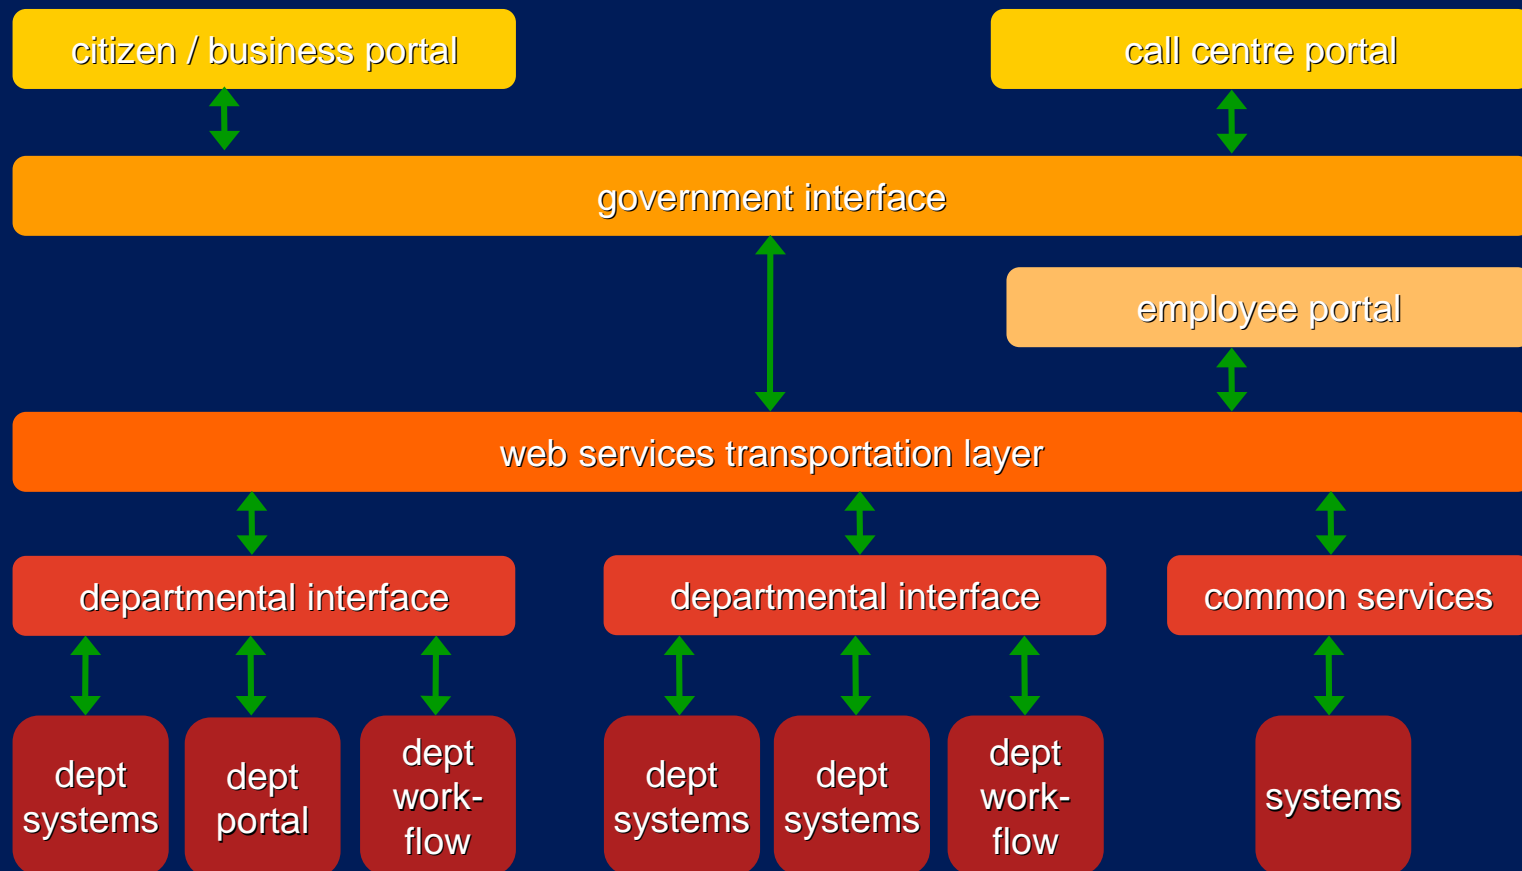 citizen / business portal
call centre portal
government interface
employee portal
web services transportation layer
departmental interface
departmental interface
common services
dept
systems
dept
portal
dept
work-
flow
dept
systems
dept
systems
dept
work-
flow
systems